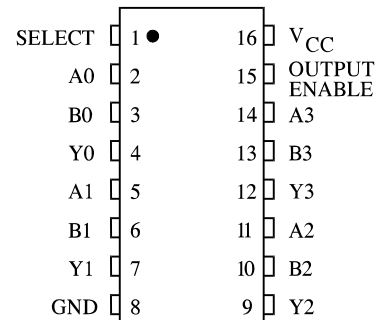 SELECT 1 16 VCC
A0 2 15 OUTPUT ENABLE
B0 3 14 A3
Y0 4 13 B3
A1 5 12 Y3
B1 6 11 A2
Y1 7 10 B2
GND 8 9 Y2